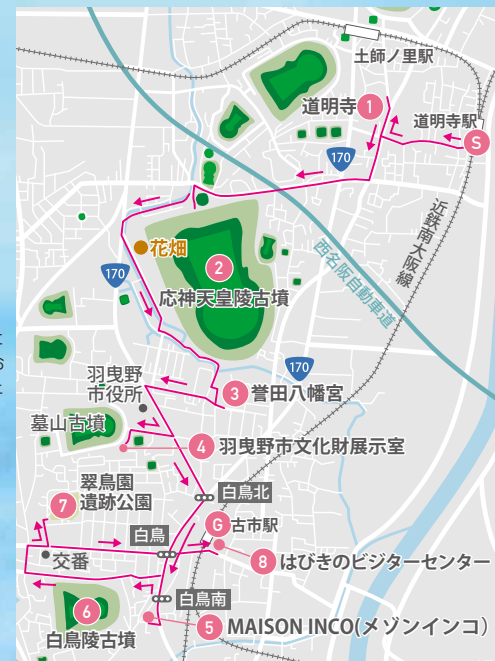 土師ノ里駅
道明寺 1
道明寺駅
S
170
近鉄南大阪線
西名阪自動車道
花畑
170
2
応神天皇陵古墳
170
羽曳野
市役所
3 誉田八幡宮
墓山古墳
4 羽曳野市文化財展示室
翠鳥園
7 遺跡公園
白鳥北
G 古市駅
白鳥
交番
8 はびきのビジターセンター
白鳥南
6
白鳥陵古墳
5 MAISON INCO(メゾンインコ)